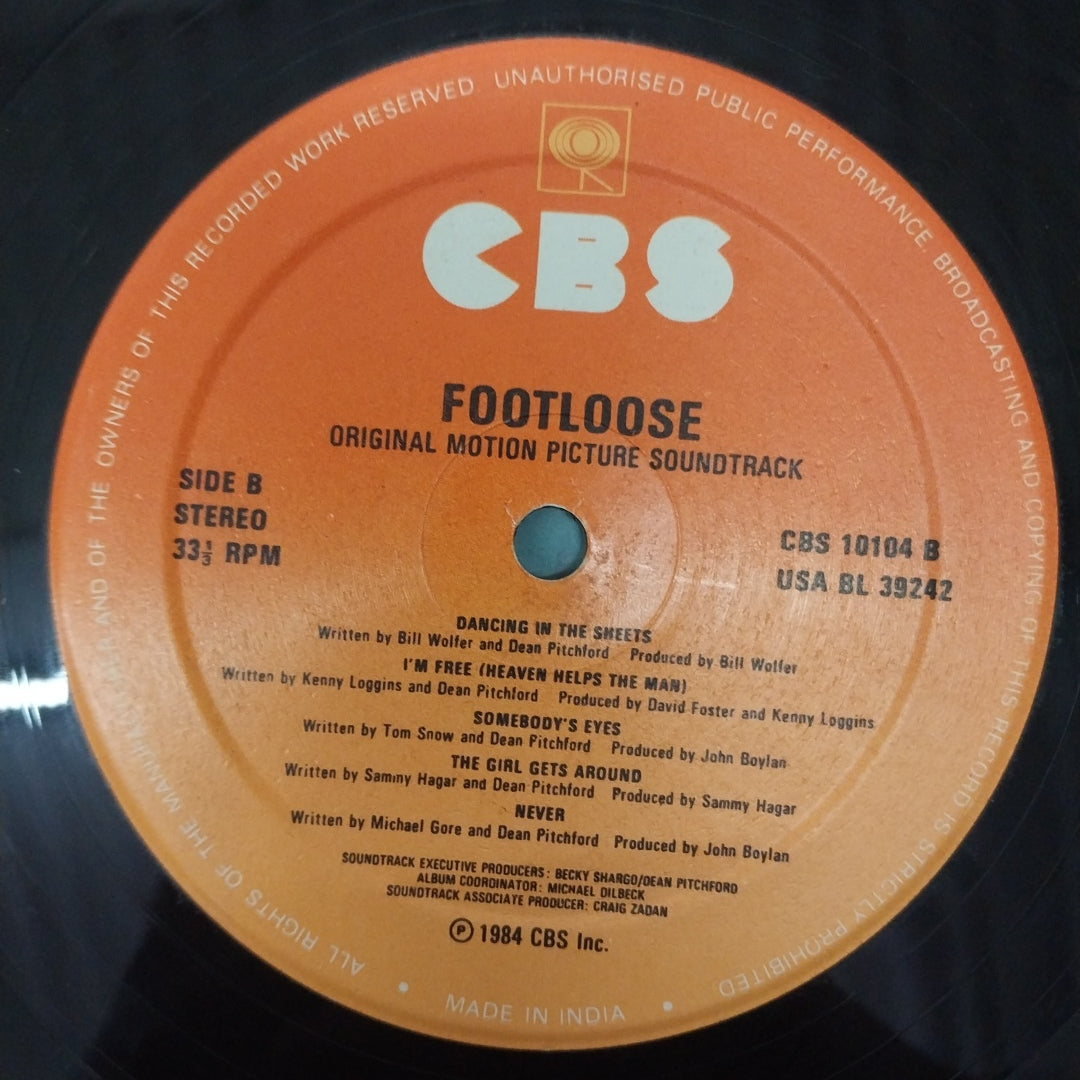 ALL RIGHTS OF THE AND OF THE OWNERS OF THIS RECORDED WORK RESERVED. UNAUTHORISED PUBLIC PERFORMANCE, BROADCASTING AND COPYING OF THIS RECORD IS STRICTLY PROHIBITED
CBS
FOOTLOOSE
ORIGINAL MOTION PICTURE SOUNDTRACK
SIDE B
STEREO
33⅓ RPM
CBS 10104 B
USA BL 39242
DANCING IN THE SHEETS
Written by Bill Wolfer and Dean Pitchford Produced by Bill Wolfer
I'M FREE (HEAVEN HELPS THE MAN)
Written by Kenny Loggins and Dean Pitchford Produced by David Foster and Kenny Loggins
SOMEBODY'S EYES
Written by Tom Snow and Dean Pitchford Produced by John Boylan
THE GIRL GETS AROUND
Written by Sammy Hagar and Dean Pitchford Produced by Sammy Hagar
NEVER
Written by Michael Gore and Dean Pitchford Produced by John Boylan
SOUNDTRACK EXECUTIVE PRODUCERS: BECKY SHARGO/DEAN PITCHFORD
ALBUM COORDINATOR: MICHAEL DILBECK
SOUNDTRACK ASSOCIATE PRODUCER: CRAIG ZADAN
℗ 1984 CBS Inc.
• MADE IN INDIA •